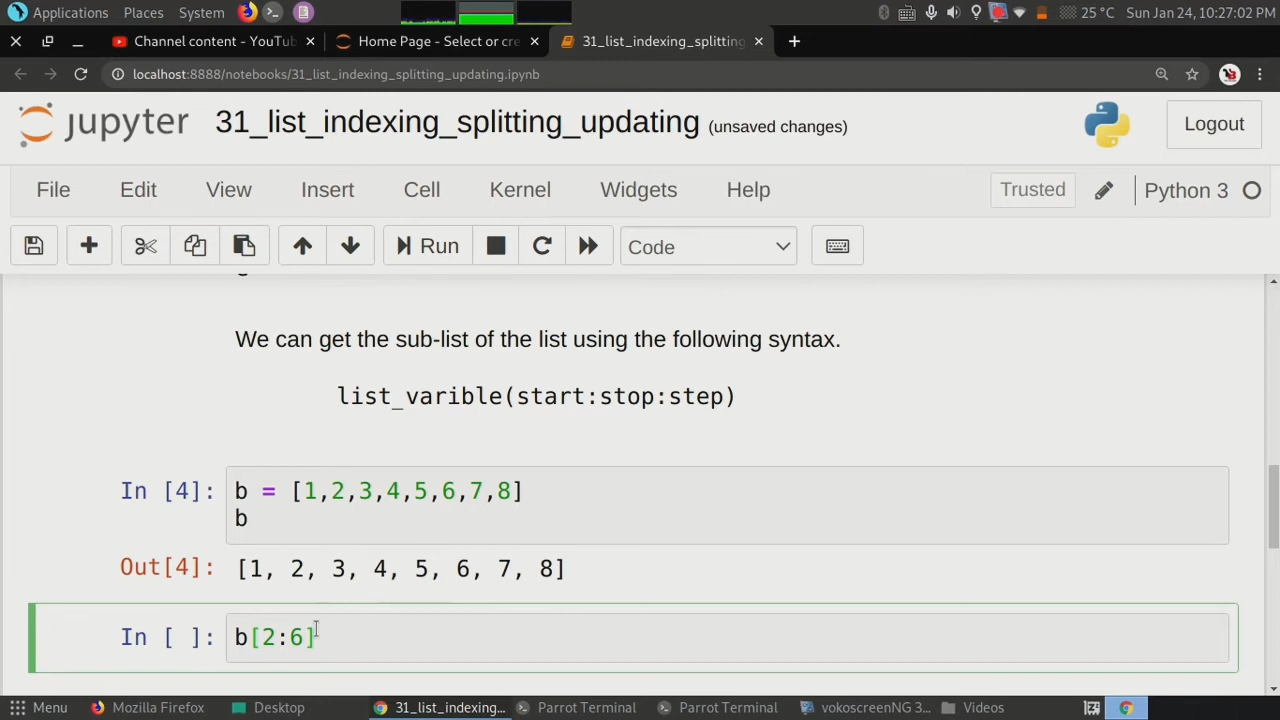 Applications Places System 25 °C Sun Jan 24, 10:27:02 PM
Channel content - YouTub Home Page - Select or cre 31_list_indexing_splitting
localhost:8888/notebooks/31_list_indexing_splitting_updating.ipynb
jupyter 31_list_indexing_splitting_updating (unsaved changes) Logout
File Edit View Insert Cell Kernel Widgets Help Trusted Python 3
Run Code
We can get the sub-list of the list using the following syntax.
list_varible(start:stop:step)
In [4]: b = [1,2,3,4,5,6,7,8]
b
Out[4]: [1, 2, 3, 4, 5, 6, 7, 8]
In [ ]: b[2:6]
Menu Mozilla Firefox Desktop 31_list_indexing... Parrot Terminal Parrot Terminal vokoscreenNG 3... Videos